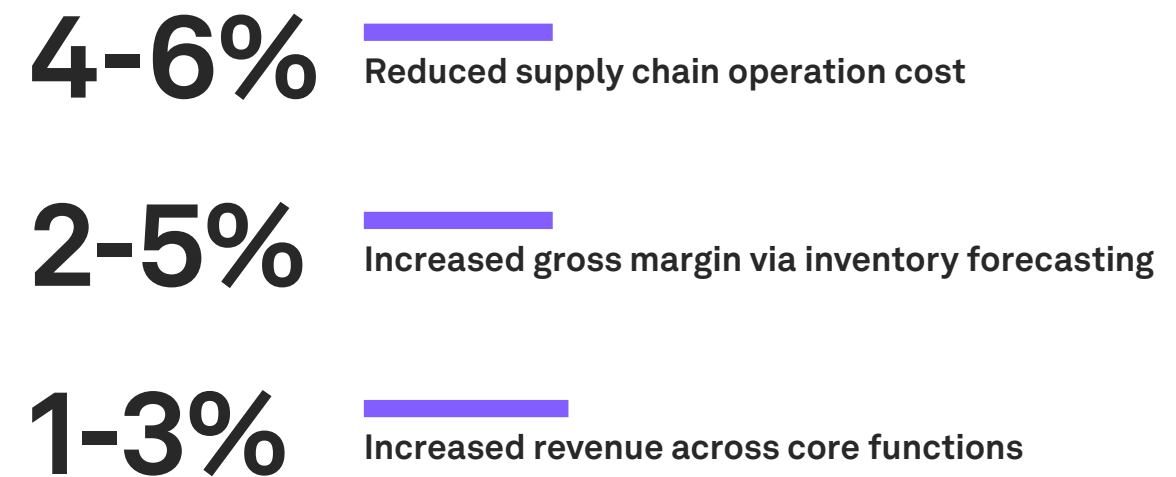 4-6%
Reduced supply chain operation cost
2-5%
Increased gross margin via inventory forecasting
1-3%
Increased revenue across core functions